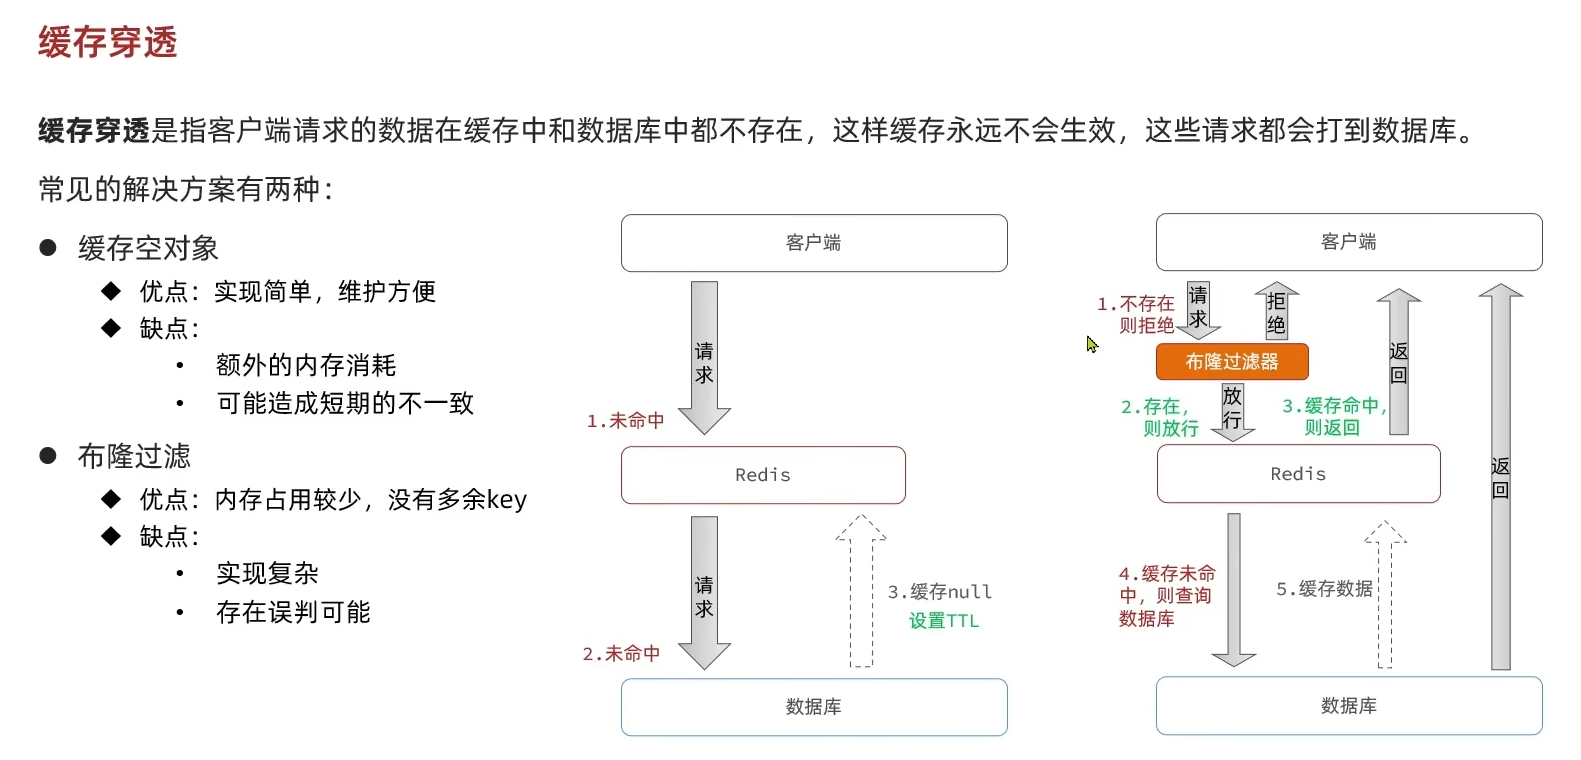 缓存穿透
缓存穿透是指客户端请求的数据在缓存中和数据库中都不存在，这样缓存永远不会生效，这些请求都会打到数据库。
常见的解决方案有两种：
● 缓存空对象
◆ 优点：实现简单，维护方便
◆ 缺点：
• 额外的内存消耗
• 可能造成短期的不一致
● 布隆过滤
◆ 优点：内存占用较少，没有多余key
◆ 缺点：
• 实现复杂
• 存在误判可能
客户端
请求
1.未命中
Redis
请求
2.未命中
3.缓存null
设置TTL
数据库
客户端
1.不存在
则拒绝
请求
拒绝
布隆过滤器
2.存在，
则放行
放行
3.缓存命中，
则返回
返回
Redis
返回
4.缓存未命
中，则查询
数据库
5.缓存数据
数据库